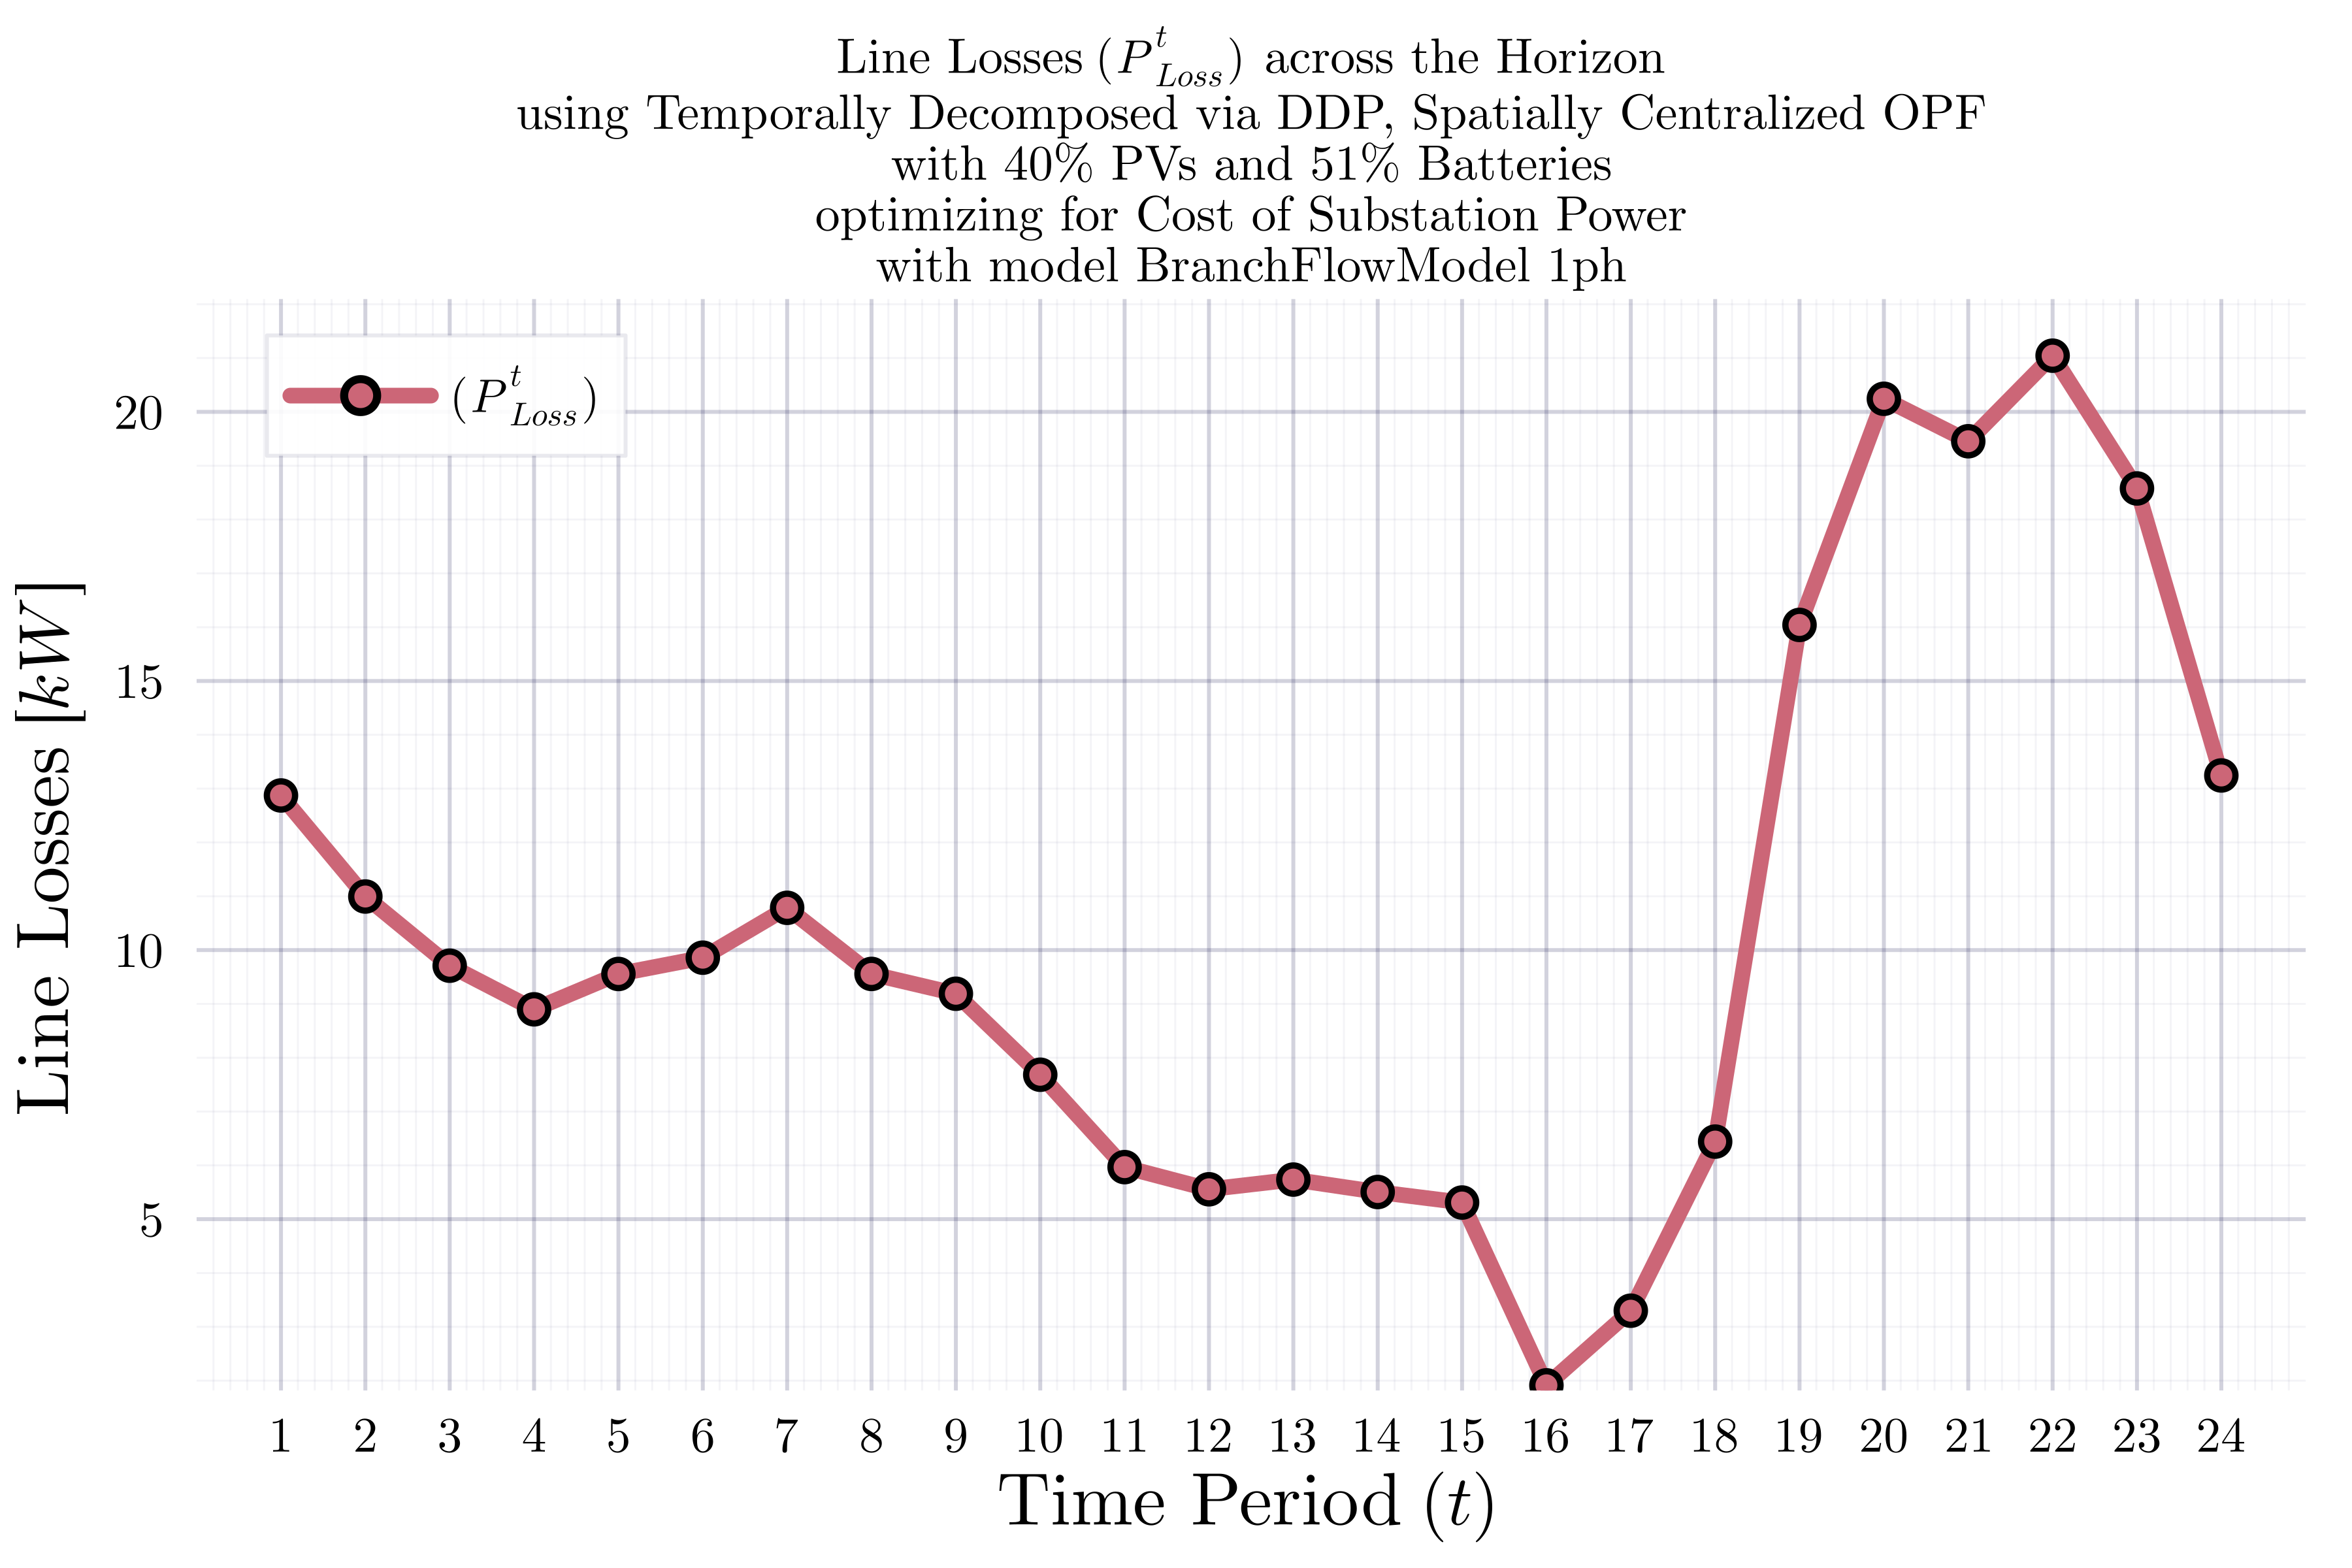 Line Losses (P^t_Loss) across the Horizon
using Temporally Decomposed via DDP, Spatially Centralized OPF
with 40% PVs and 51% Batteries
optimizing for Cost of Substation Power
with model BranchFlowModel 1ph
(P^t_Loss)
Line Losses [kW]
20
15
10
5
1 2 3 4 5 6 7 8 9 10 11 12 13 14 15 16 17 18 19 20 21 22 23 24
Time Period (t)